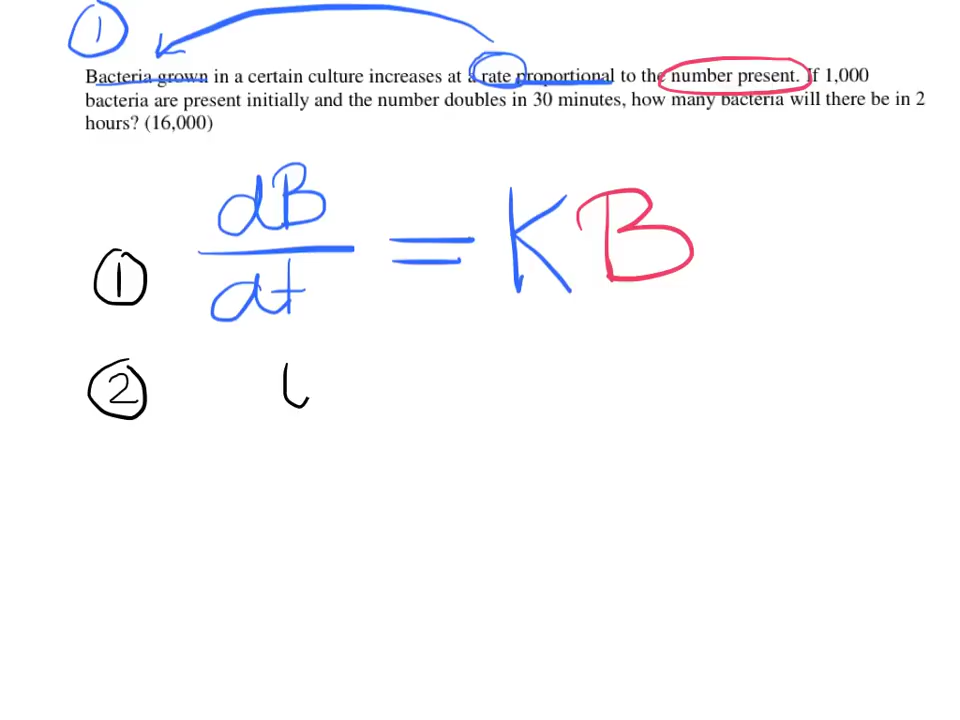 ①
Bacteria grown in a certain culture increases at a rate proportional to the number present. If 1,000
bacteria are present initially and the number doubles in 30 minutes, how many bacteria will there be in 2
hours? (16,000)
① dB/dt = KB
②